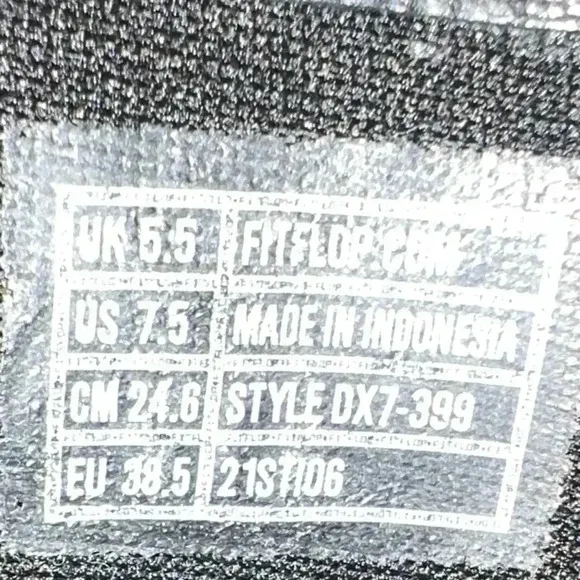 UK 5.5 FITFLOP.COM
US 7.5 MADE IN INDONESIA
CM 24.6 STYLE DX7-399
EU 38.5 21STI06